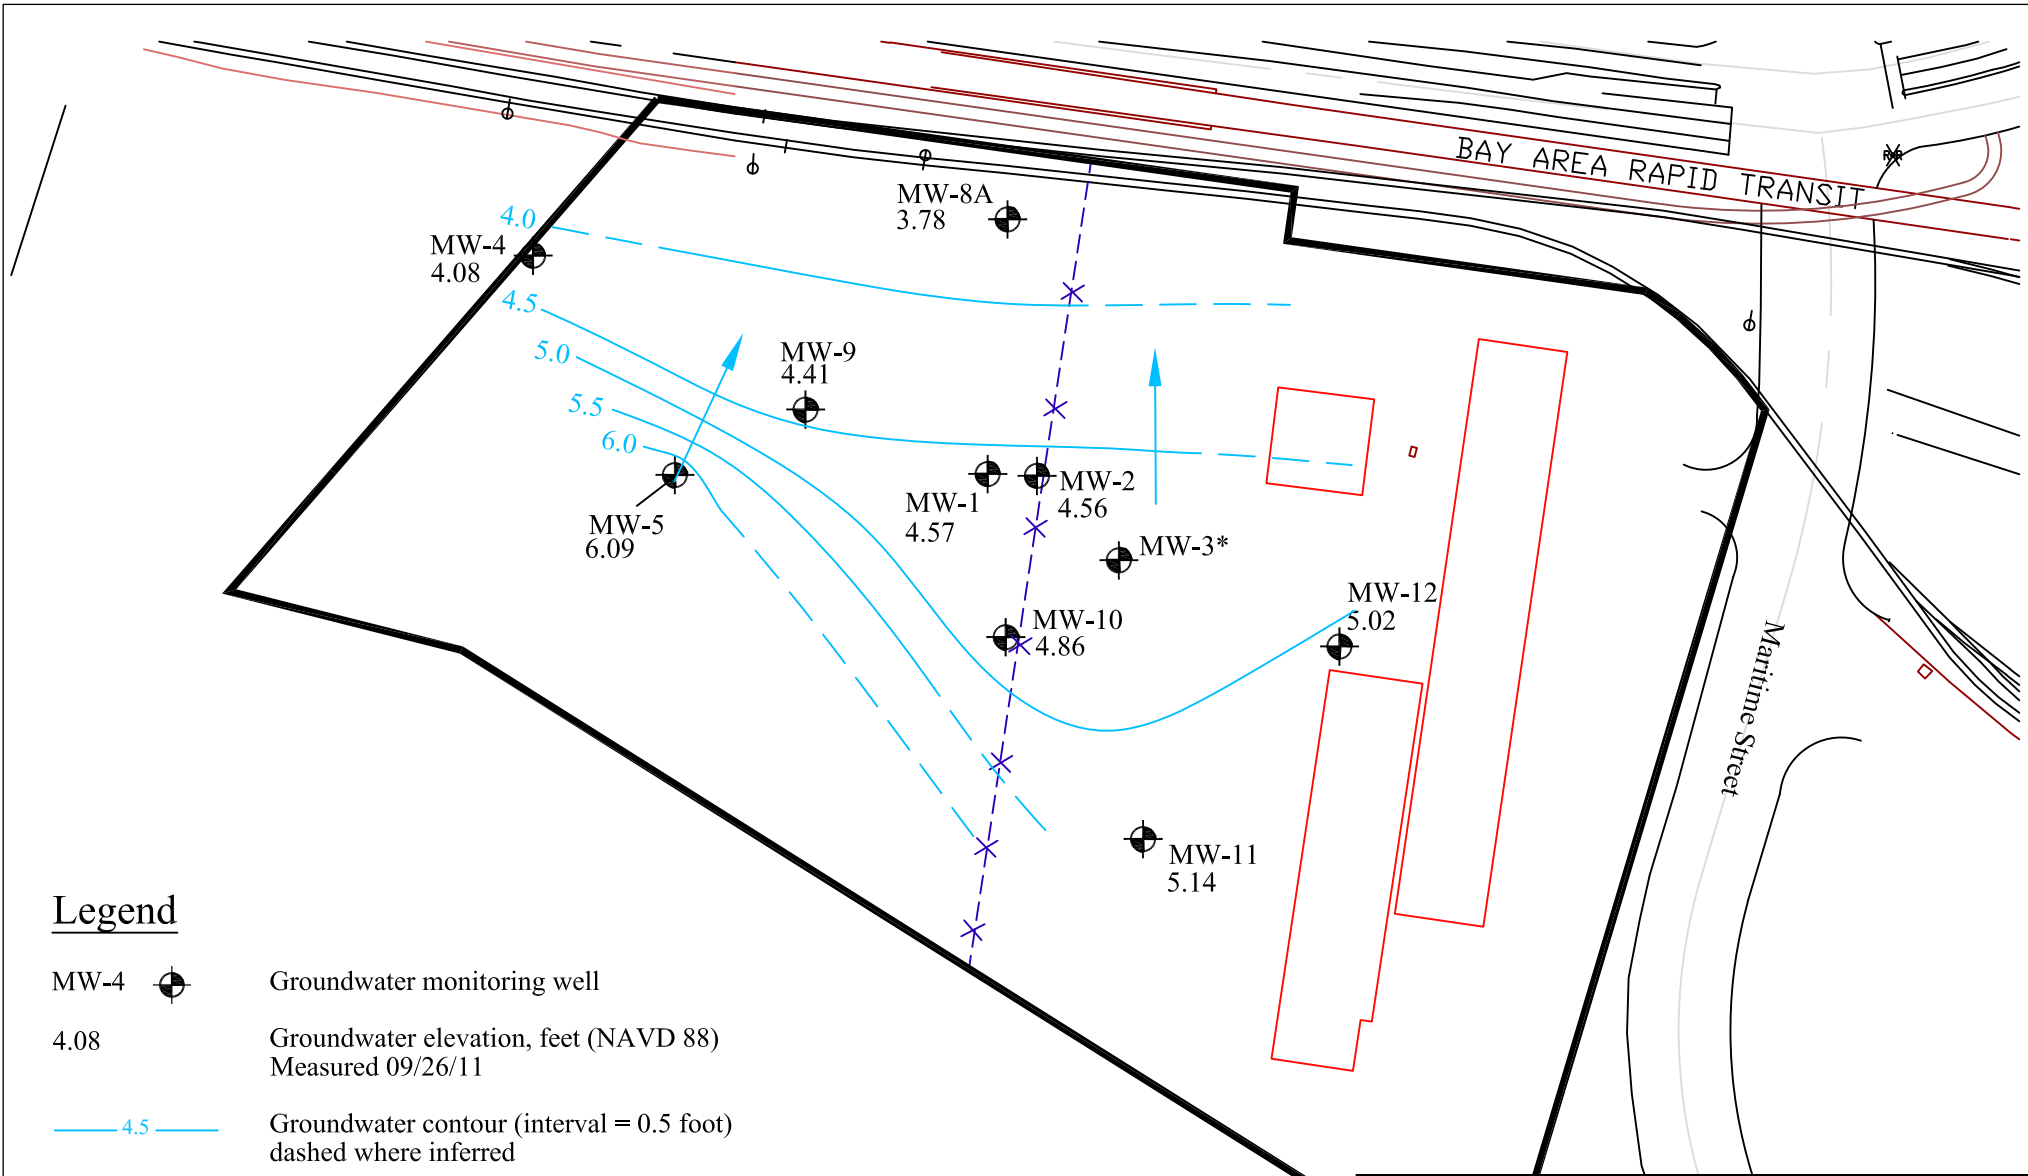 BAY AREA RAPID TRANSIT
MW-8A
3.78
4.0
MW-4
4.08
4.5
MW-9
4.41
5.0
5.5
6.0
MW-5
6.09
MW-1
4.57
MW-2
4.56
MW-3*
MW-12
5.02
MW-10
4.86
Maritime Street
MW-11
5.14
Legend
MW-4 Groundwater monitoring well
4.08 Groundwater elevation, feet (NAVD 88)
Measured 09/26/11
4.5 Groundwater contour (interval = 0.5 foot)
dashed where inferred